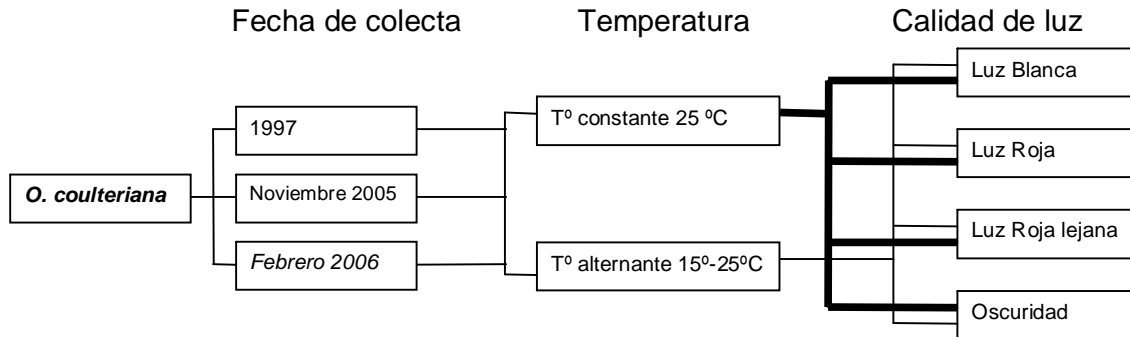 Fecha de colecta
Temperatura
Calidad de luz
O. coulteriana
1997
Noviembre 2005
Febrero 2006
Tº constante 25 ºC
Tº alternante 15º-25ºC
Luz Blanca
Luz Roja
Luz Roja lejana
Oscuridad